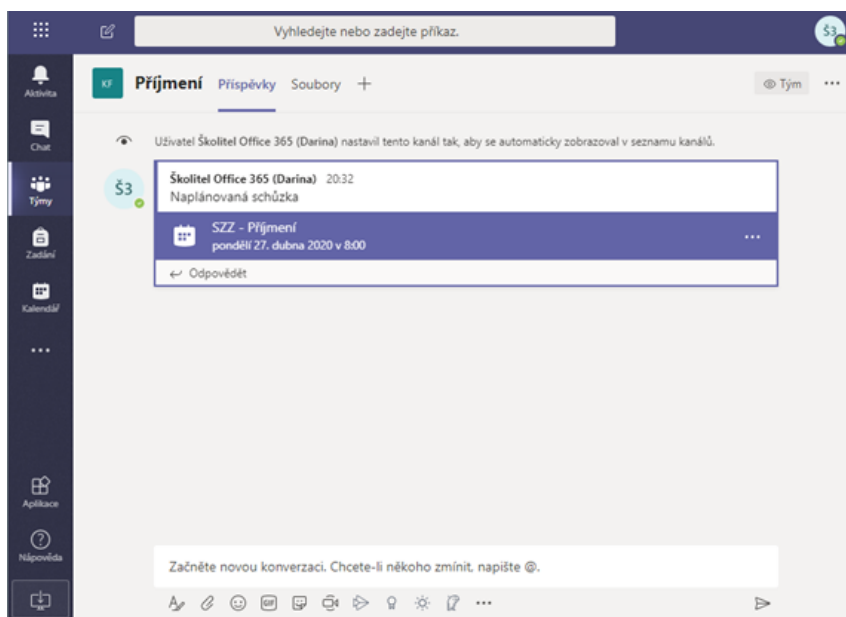 Vyhledejte nebo zadejte příkaz.
Š3
KF Příjmení Příspěvky Soubory Tým
Aktivita
Chat
Týmy
Zadání
Kalendář
Aplikace
Nápověda
Uživatel Školitel Office 365 (Darina) nastavil tento kanál tak, aby se automaticky zobrazoval v seznamu kanálů.
Š3
Školitel Office 365 (Darina) 20:32
Naplánovaná schůzka
SZZ - Příjmení
pondělí 27. dubna 2020 v 8:00
Odpovědět
Začněte novou konverzaci. Chcete-li někoho zmínit, napište @.
GIF